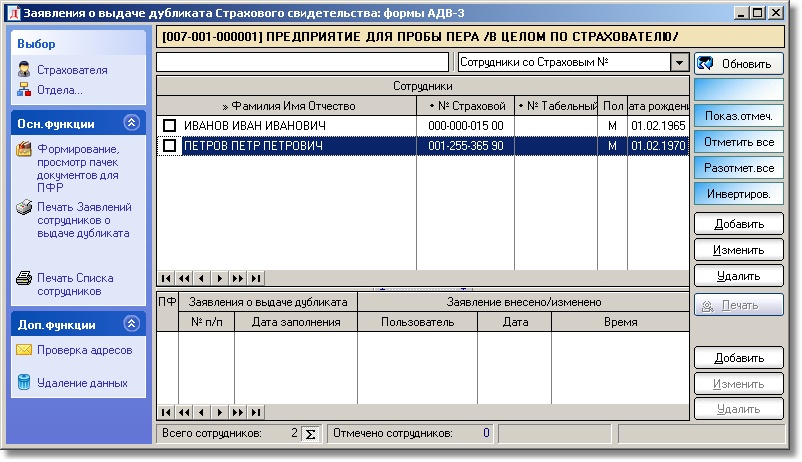 Заявления о выдаче дубликата Страхового свидетельства: формы АДВ-3
Выбор
Страхователя
Отдела...
Осн.функции
Формирование,
просмотр пачек
документов для
ПФР
Печать Заявлений
сотрудников о
выдаче дубликата
Печать Списка
сотрудников
Доп.функции
Проверка адресов
Удаление данных
[007-001-000001] ПРЕДПРИЯТИЕ ДЛЯ ПРОБЫ ПЕРА /В ЦЕЛОМ ПО СТРАХОВАТЕЛЮ/
Сотрудники со Страховым №
Сотрудники
» Фамилия Имя Отчество № Страховой № Табельный Пол ата рождени
ИВАНОВ ИВАН ИВАНОВИЧ 000-000-015 00 М 01.02.1965
ПЕТРОВ ПЕТР ПЕТРОВИЧ 001-255-365 90 М 01.02.1970
ПФ Заявления о выдаче дубликата Заявление внесено/изменено
№ п/п Дата заполнения Пользователь Дата Время
Всего сотрудников: 2 Σ Отмечено сотрудников: 0
Обновить
Показ.отмеч.
Отметить все
Разотмет.все
Инвертиров.
Добавить
Изменить
Удалить
Печать
Добавить
Изменить
Удалить